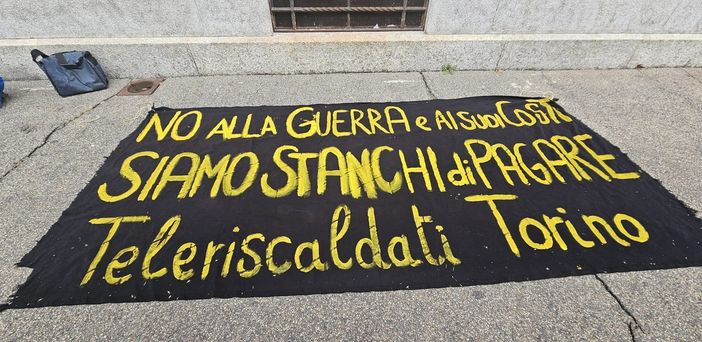 NO ALLA GUERRA e AI SUOI COSTI
SIAMO STANCHI di PAGARE
Teleriscaldati Torino